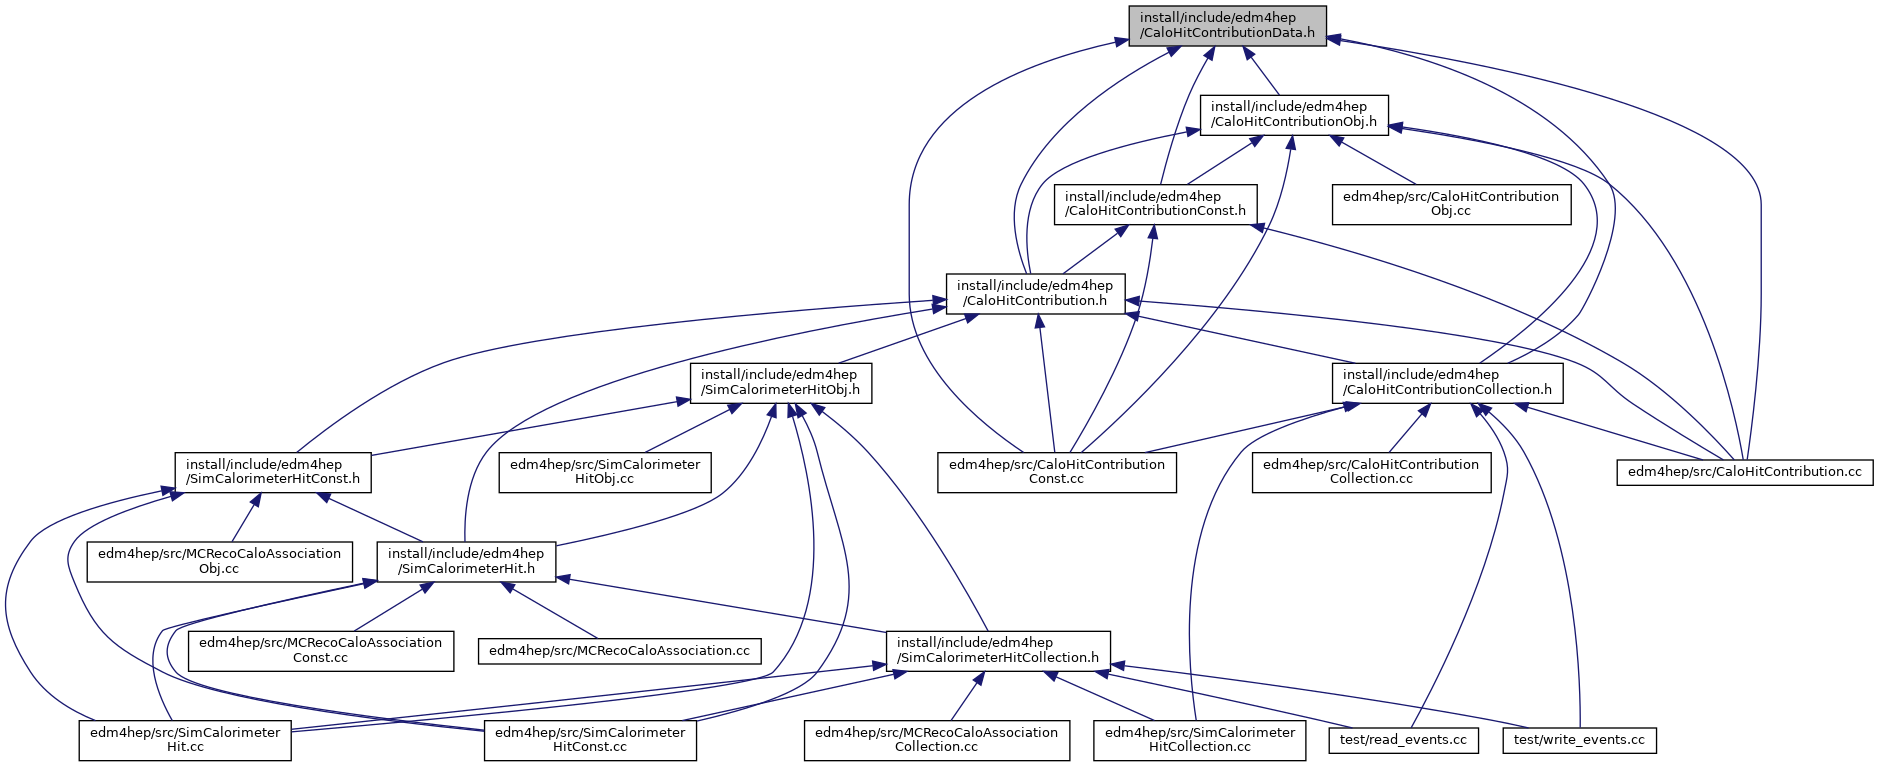 install/include/edm4hep
/CaloHitContributionData.h
install/include/edm4hep
/CaloHitContributionObj.h
install/include/edm4hep
/CaloHitContributionConst.h
edm4hep/src/CaloHitContribution
Obj.cc
install/include/edm4hep
/CaloHitContribution.h
install/include/edm4hep
/SimCalorimeterHitObj.h
install/include/edm4hep
/CaloHitContributionCollection.h
install/include/edm4hep
/SimCalorimeterHitConst.h
edm4hep/src/SimCalorimeter
HitObj.cc
edm4hep/src/CaloHitContribution
Const.cc
edm4hep/src/CaloHitContribution
Collection.cc
edm4hep/src/CaloHitContribution.cc
edm4hep/src/MCRecoCaloAssociation
Obj.cc
install/include/edm4hep
/SimCalorimeterHit.h
edm4hep/src/MCRecoCaloAssociation
Const.cc
edm4hep/src/MCRecoCaloAssociation.cc
install/include/edm4hep
/SimCalorimeterHitCollection.h
edm4hep/src/SimCalorimeter
Hit.cc
edm4hep/src/SimCalorimeter
HitConst.cc
edm4hep/src/MCRecoCaloAssociation
Collection.cc
edm4hep/src/SimCalorimeter
HitCollection.cc
test/read_events.cc
test/write_events.cc